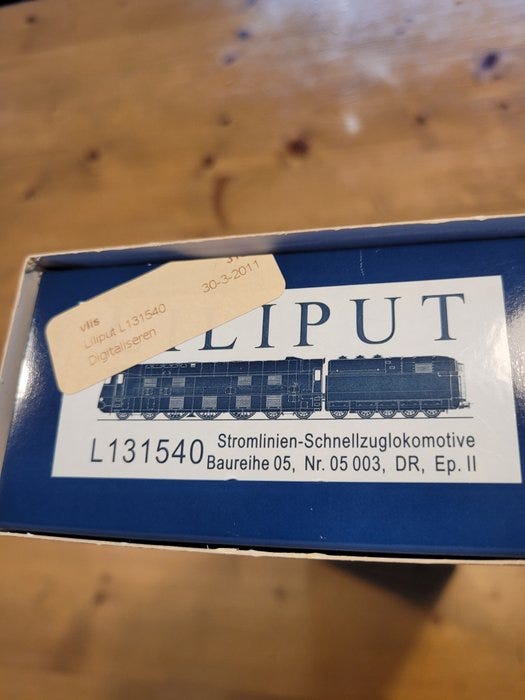 30-3-2011
vlis
Liliput L131540
Digitaliseren
LILIPUT
L131540
Stromlinien-Schnellzuglokomotive
Baureihe 05, Nr. 05 003, DR, Ep. II